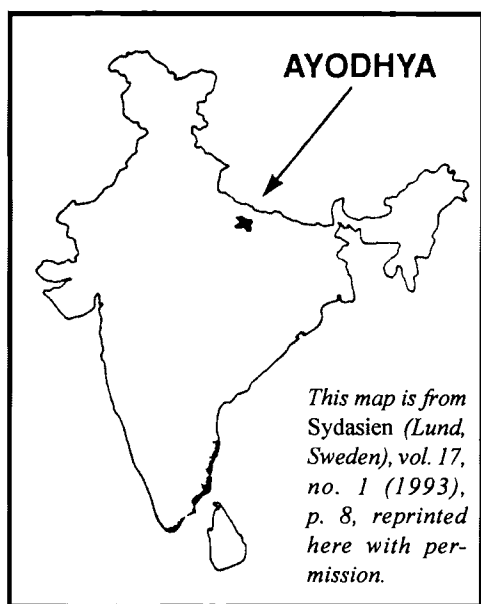 AYODHYA
This map is from
Sydasien (Lund,
Sweden), vol. 17,
no. 1 (1993),
p. 8, reprinted
here with per-
mission.